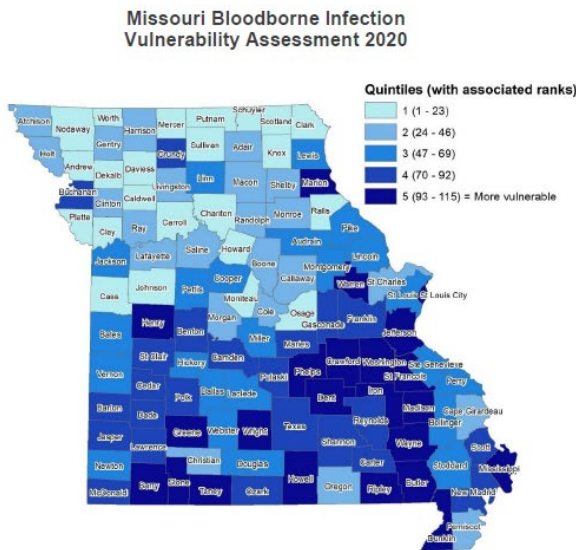 Missouri Bloodborne Infection
Vulnerability Assessment 2020
Quintiles (with associated ranks)
1 (1 - 23)
2 (24 - 46)
3 (47 - 69)
4 (70 - 92)
5 (93 - 115) = More vulnerable
Atchison
Nodaway
Worth
Harrison
Mercer
Putnam
Schuyler
Scotland
Clark
Holt
Gentry
Grundy
Sullivan
Adair
Knox
Lewis
Andrew
Dekalb
Daviess
Livingston
Linn
Macon
Shelby
Marion
Buchanan
Clinton
Caldwell
Platte
Clay
Ray
Carroll
Chariton
Randolph
Monroe
Ralls
Pike
Audrain
Jackson
Lafayette
Saline
Howard
Boone
Callaway
Montgomery
Lincoln
Warren
St Charles
St Louis
St Louis City
Cass
Johnson
Pettis
Cooper
Moniteau
Cole
Osage
Gasconade
Franklin
Jefferson
Bates
Henry
Benton
Morgan
Miller
Maries
Vernon
St Clair
Hickory
Camden
Pulaski
Phelps
Crawford
Washington
St Francois
Ste Genevieve
Perry
Cedar
Polk
Dallas
Laclede
Dent
Iron
Madison
Cape Girardeau
Bollinger
Barton
Dade
Greene
Webster
Wright
Texas
Shannon
Reynolds
Wayne
Scott
Mississippi
Jasper
Lawrence
Christian
Douglas
Carter
Stoddard
Newton
McDonald
Barry
Stone
Taney
Ozark
Howell
Oregon
Ripley
Butler
New Madrid
Dunklin
Pemiscot